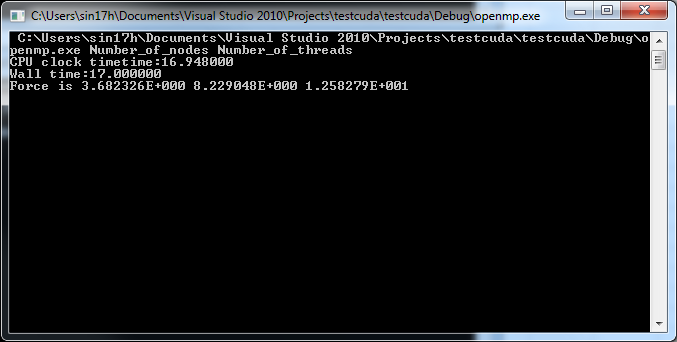 C:\Users\sin17h\Documents\Visual Studio 2010\Projects\testcuda\testcuda\Debug\openmp.exe
C:\Users\sin17h\Documents\Visual Studio 2010\Projects\testcuda\testcuda\Debug\o
penmp.exe Number_of_nodes Number_of_threads
CPU clock timetime:16.948000
Wall time:17.000000
Force is 3.682326E+000 8.229048E+000 1.258279E+001